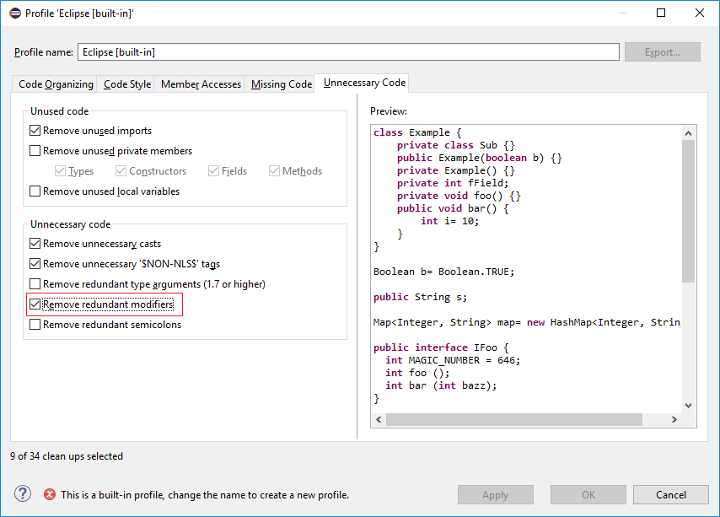 Profile 'Eclipse [built-in]'
Profile name: Eclipse [built-in] Export...
Code Organizing Code Style Member Accesses Missing Code Unnecessary Code
Unused code
Remove unused imports
Remove unused private members
Types Constructors Fields Methods
Remove unused local variables
Unnecessary code
Remove unnecessary casts
Remove unnecessary '$NON-NLS$' tags
Remove redundant type arguments (1.7 or higher)
Remove redundant modifiers
Remove redundant semicolons
Preview:
class Example {
    private class Sub {}
    public Example(boolean b) {}
    private Example() {}
    private int fField;
    private void foo() {}
    public void bar() {
        int i= 10;
    }
}
Boolean b= Boolean.TRUE;
public String s;
Map<Integer, String> map= new HashMap<Integer, Strin
public interface IFoo {
  int MAGIC_NUMBER = 646;
  int foo ();
  int bar (int bazz);
}
9 of 34 clean ups selected
This is a built-in profile, change the name to create a new profile.
Apply OK Cancel